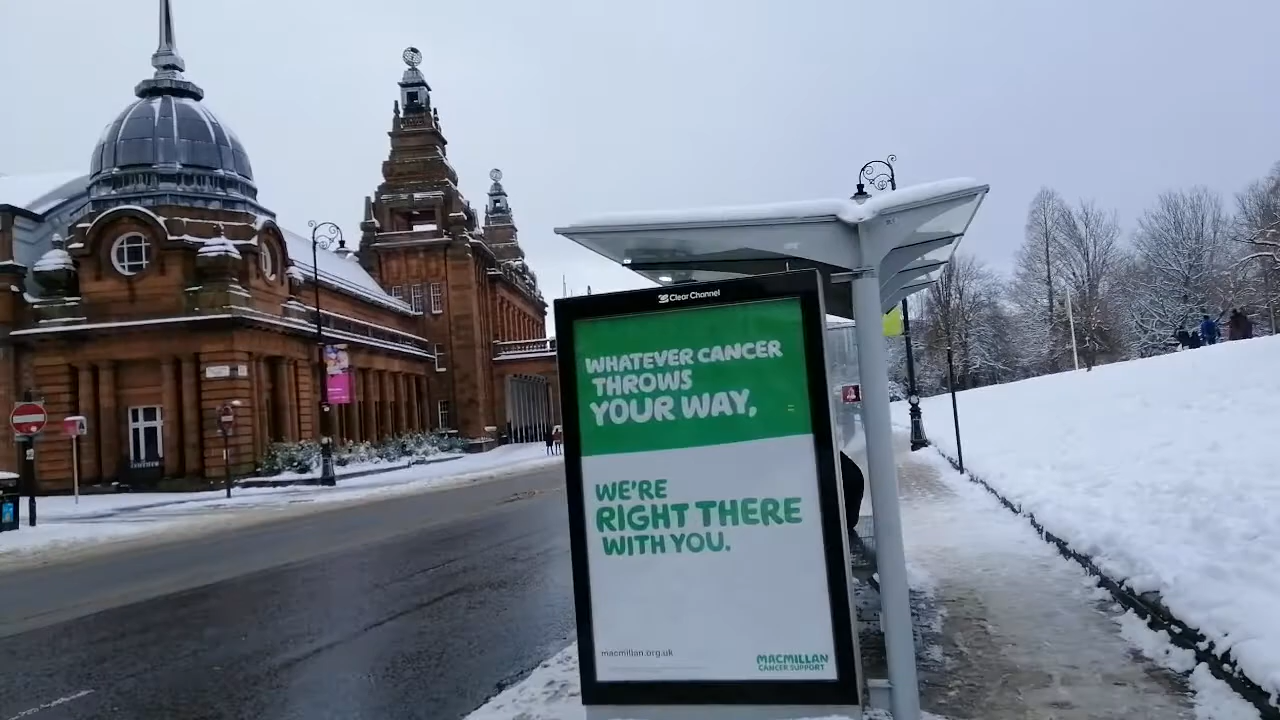 Clear Channel
WHATEVER CANCER
THROWS
YOUR WAY,
WE'RE
RIGHT THERE
WITH YOU.
macmillan.org.uk
MACMILLAN
CANCER SUPPORT